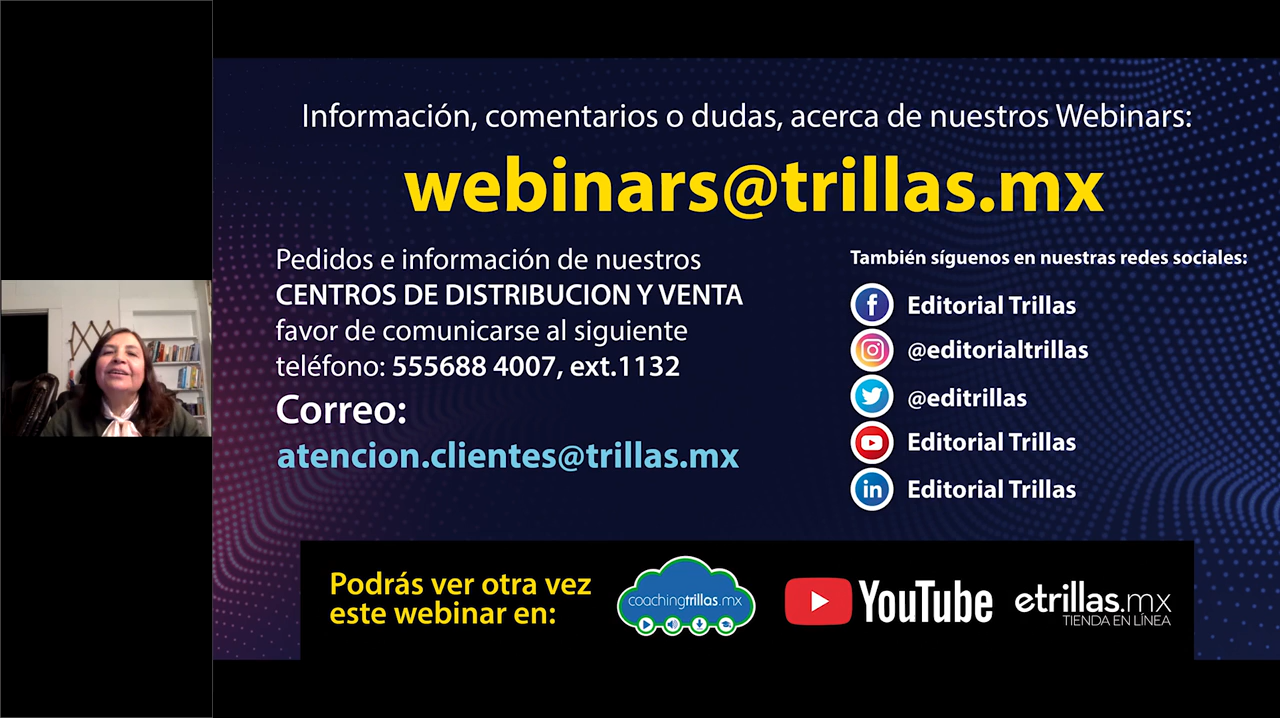 Información, comentarios o dudas, acerca de nuestros Webinars:
webinars@trillas.mx
Pedidos e información de nuestros
CENTROS DE DISTRIBUCION Y VENTA
favor de comunicarse al siguiente
teléfono: 555688 4007, ext.1132
Correo:
atencion.clientes@trillas.mx
También síguenos en nuestras redes sociales:
Editorial Trillas
@editorialtrillas
@editrillas
Editorial Trillas
Editorial Trillas
Podrás ver otra vez
este webinar en:
coachingtrillas.mx
YouTube
etrillas.mx
TIENDA EN LÍNEA